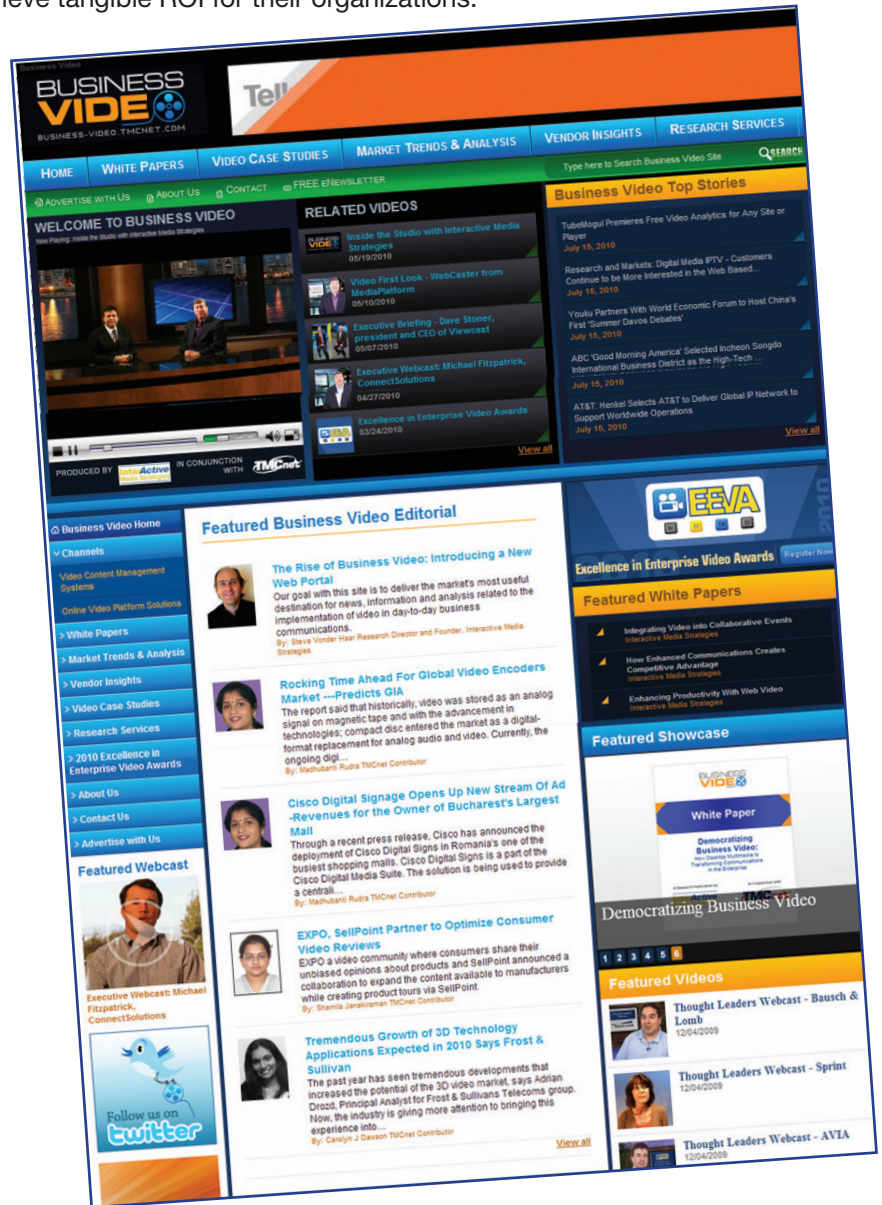 ieve tangible ROI for their organizations.
Business Video
BUSINESS
VIDEO
BUSINESS-VIDEO.TMCNET.COM
Tell
HOME
WHITE PAPERS
VIDEO CASE STUDIES
MARKET TRENDS & ANALYSIS
VENDOR INSIGHTS
RESEARCH SERVICES
ADVERTISE WITH US
ABOUT US
CONTACT
FREE ENEWSLETTER
Type here to Search Business Video Site
SEARCH
WELCOME TO BUSINESS VIDEO
Now Playing: Inside the Studio with Interactive Media Strategies
PRODUCED BY
InterActive
Media Strategies
IN CONJUNCTION
WITH
TMCnet
RELATED VIDEOS
Inside the Studio with Interactive Media
Strategies
05/19/2010
Video First Look - WebCaster from
MediaPlatform
05/10/2010
Executive Briefing - Dave Stoner,
president and CEO of Viewcast
05/07/2010
Executive Webcast: Michael Fitzpatrick,
ConnectSolutions
04/27/2010
Excellence in Enterprise Video Awards
03/24/2010
View all
Business Video Top Stories
TubeMogul Premieres Free Video Analytics for Any Site or
Player
July 15, 2010
Research and Markets: Digital Media IPTV - Customers
Continue to be More Interested in the Web Based...
July 15, 2010
Youku Partners With World Economic Forum to Host China's
First 'Summer Davos Debates'
July 15, 2010
ABC 'Good Morning America' Selected Incheon Songdo
International Business District as the High-Tech ...
July 15, 2010
AT&T: Henkel Selects AT&T to Deliver Global IP Network to
Support Worldwide Operations
July 15, 2010
View all
Business Video Home
Channels
Video Content Management
Systems
Online Video Platform Solutions
> White Papers
> Market Trends & Analysis
> Vendor Insights
> Video Case Studies
> Research Services
> 2010 Excellence in
Enterprise Video Awards
> About Us
> Contact Us
> Advertise with Us
Featured Webcast
Executive Webcast: Michael
Fitzpatrick,
ConnectSolutions
Follow us on
twitter
Featured Business Video Editorial
The Rise of Business Video: Introducing a New
Web Portal
Our goal with this site is to deliver the market's most useful
destination for news, information and analysis related to the
implementation of video in day-to-day business
communications.
By: Steve Vonder Haar Research Director and Founder, Interactive Media
Strategies
Rocking Time Ahead For Global Video Encoders
Market ---Predicts GIA
The report said that historically, video was stored as an analog
signal on magnetic tape and with the advancement in
technologies; compact disc entered the market as a digital-
format replacement for analog audio and video. Currently, the
ongoing digi...
By: Madhubanti Rudra TMCnet Contributor
Cisco Digital Signage Opens Up New Stream Of Ad
-Revenues for the Owner of Bucharest's Largest
Mall
Through a recent press release, Cisco has announced the
deployment of Cisco Digital Signs in Romania's one of the
busiest shopping malls. Cisco Digital Signs is a part of the
Cisco Digital Media Suite. The solution is being used to provide
a centrali...
By: Madhubanti Rudra TMCnet Contributor
EXPO, SellPoint Partner to Optimize Consumer
Video Reviews
EXPO a video community where consumers share their
unbiased opinions about products and SellPoint announced a
collaboration to expand the content available to manufacturers
while creating product tours via SellPoint.
By: Shamila Janakiraman TMCnet Contributor
Tremendous Growth of 3D Technology
Applications Expected in 2010 Says Frost &
Sullivan
The past year has seen tremendous developments that
increased the potential of the 3D video market, says Adrian
Drozd, Principal Analyst for Frost & Sullivans Telecoms group.
Now, the industry is giving more attention to bringing this
experience into...
By: Carolyn J Dawson TMCnet Contributor
View all
EEVA
2010
Excellence in Enterprise Video Awards
Register Now
Featured White Papers
Integrating Video into Collaborative Events
Interactive Media Strategies
How Enhanced Communications Creates
Competitive Advantage
Interactive Media Strategies
Enhancing Productivity With Web Video
Interactive Media Strategies
Featured Showcase
BUSINESS
VIDEO
White Paper
Democratizing
Business Video:
How Desktop Multimedia Is
Transforming Communications
in the Enterprise
Democratizing Business Video
1 2 3 4 5 6
Featured Videos
Thought Leaders Webcast - Bausch &
Lomb
12/04/2009
Thought Leaders Webcast - Sprint
12/04/2009
Thought Leaders Webcast - AVIA
12/04/2009